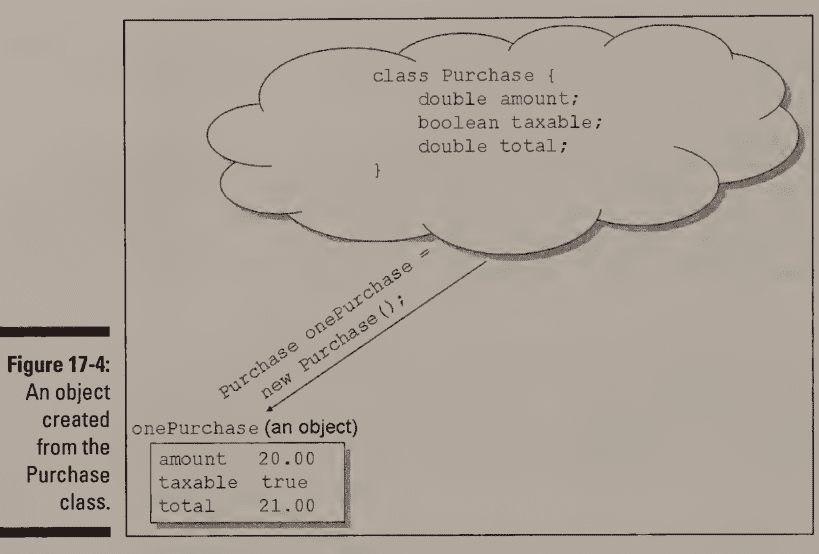 class Purchase {
double amount;
boolean taxable;
double total;
}
Purchase onePurchase =
new Purchase();
Figure 17-4:
An object
created
from the
Purchase
class.
onePurchase (an object)
amount 20.00
taxable true
total 21.00